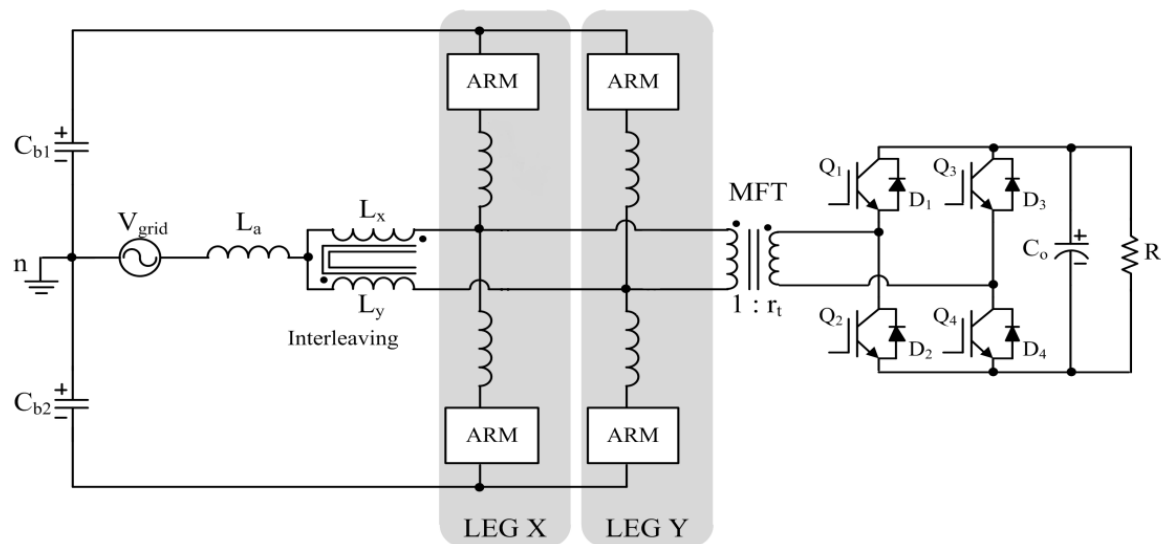 ARM
ARM
C_b1
V_grid
L_a
L_x
n
L_y
Interleaving
MFT
1 : r_t
Q_1
D_1
Q_3
D_3
C_o
R
Q_2
D_2
Q_4
D_4
C_b2
ARM
ARM
LEG X
LEG Y